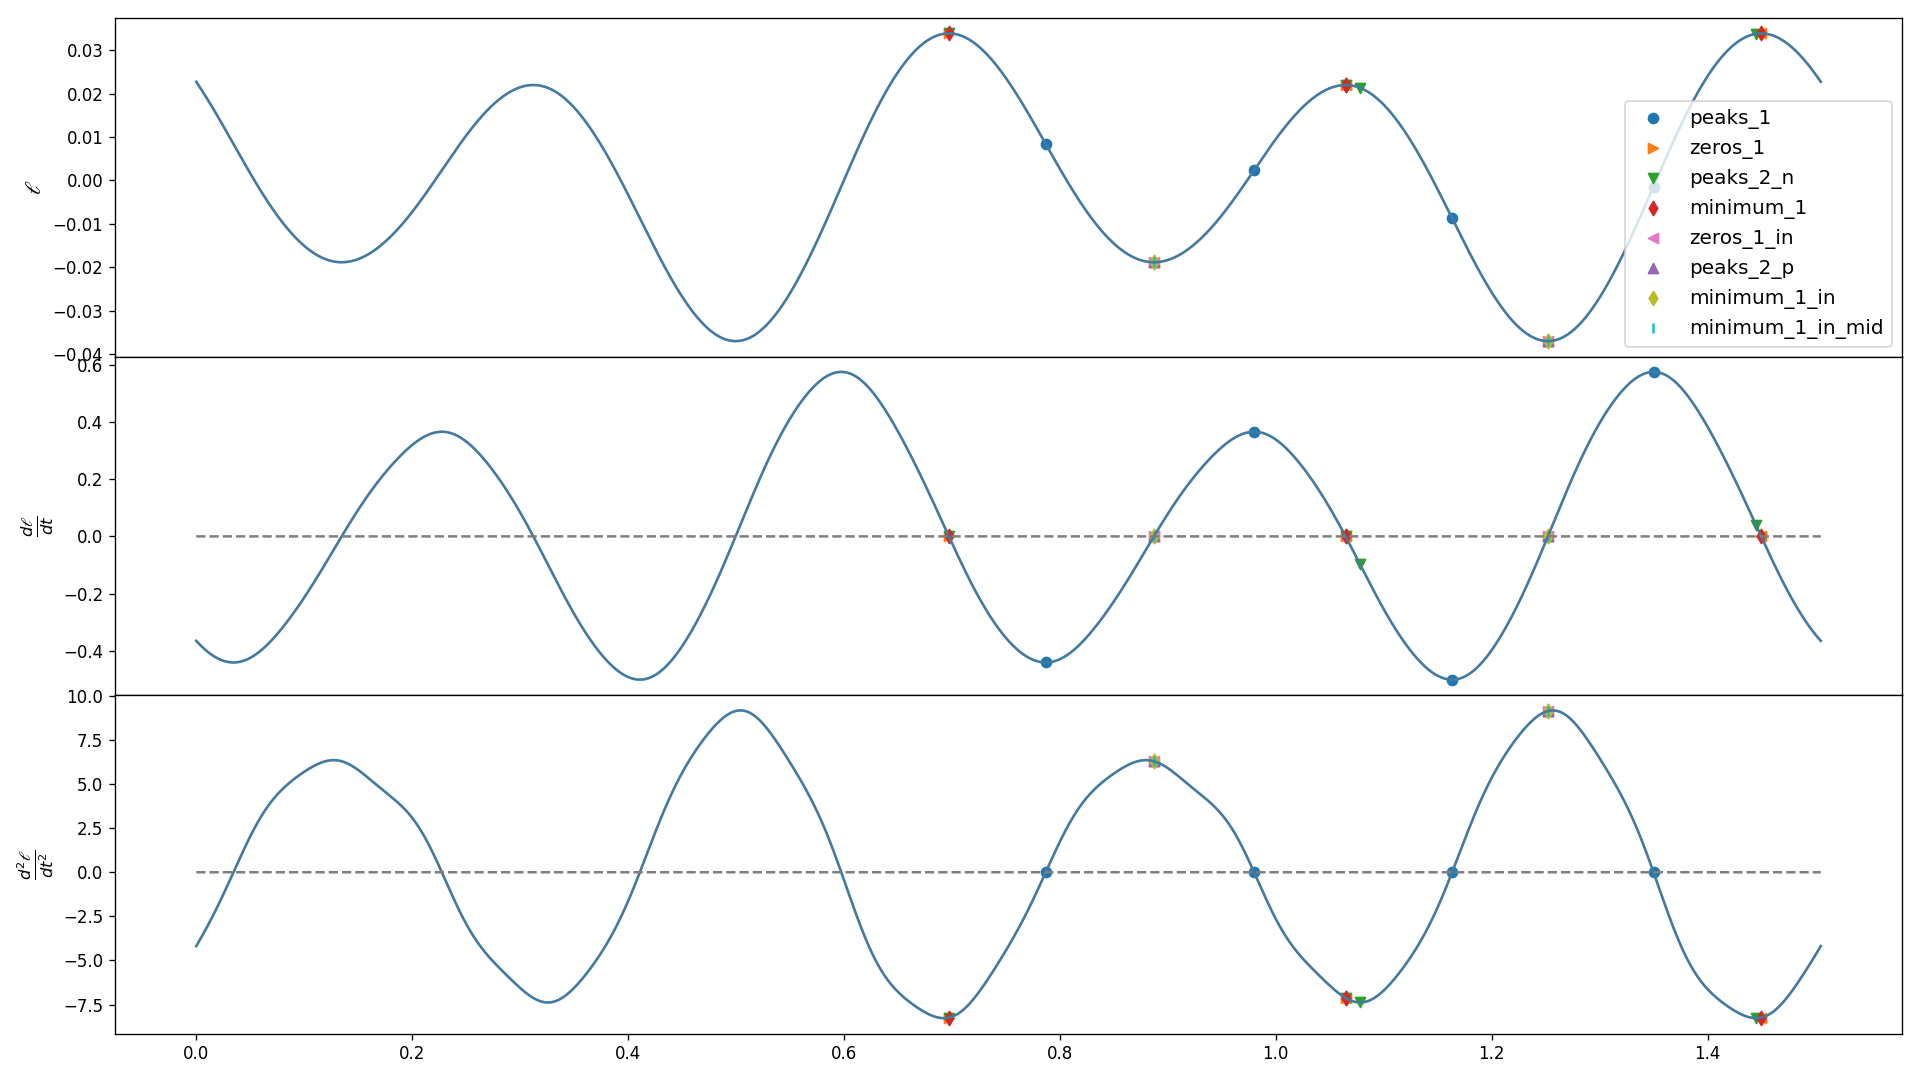 0.03
0.02
0.01
0.00
−0.01
−0.02
−0.03
−0.04
ℓ
peaks_1
zeros_1
peaks_2_n
minimum_1
zeros_1_in
peaks_2_p
minimum_1_in
minimum_1_in_mid
0.6
0.4
0.2
0.0
−0.2
−0.4
dℓ/dt
10.0
7.5
5.0
2.5
0.0
−2.5
−5.0
−7.5
d²ℓ/dt²
0.0 0.2 0.4 0.6 0.8 1.0 1.2 1.4